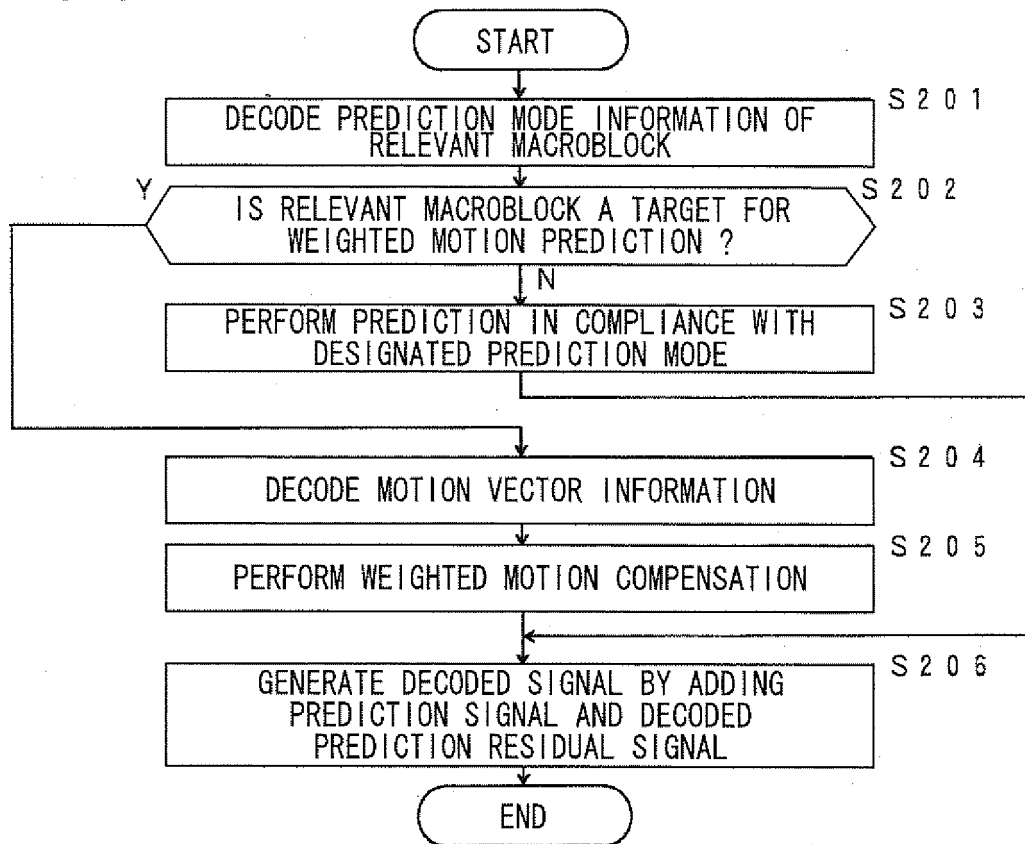 START
S201
DECODE PREDICTION MODE INFORMATION OF
RELEVANT MACROBLOCK
Y
S202
IS RELEVANT MACROBLOCK A TARGET FOR
WEIGHTED MOTION PREDICTION ?
N
S203
PERFORM PREDICTION IN COMPLIANCE WITH
DESIGNATED PREDICTION MODE
S204
DECODE MOTION VECTOR INFORMATION
S205
PERFORM WEIGHTED MOTION COMPENSATION
S206
GENERATE DECODED SIGNAL BY ADDING
PREDICTION SIGNAL AND DECODED
PREDICTION RESIDUAL SIGNAL
END